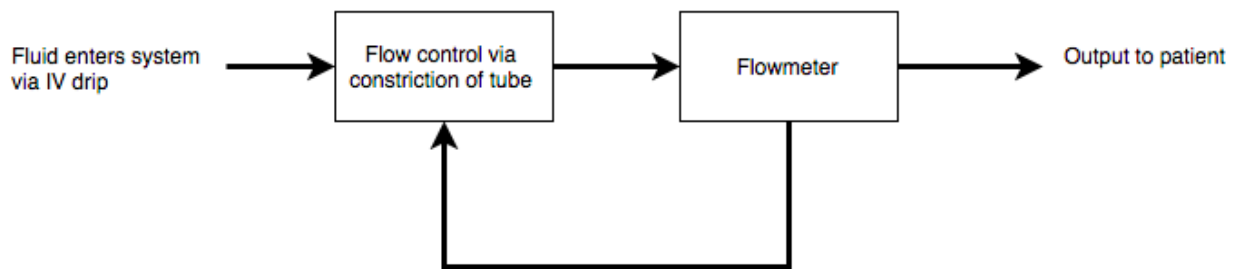 Fluid enters system
via IV drip
Flow control via
constriction of tube
Flowmeter
Output to patient